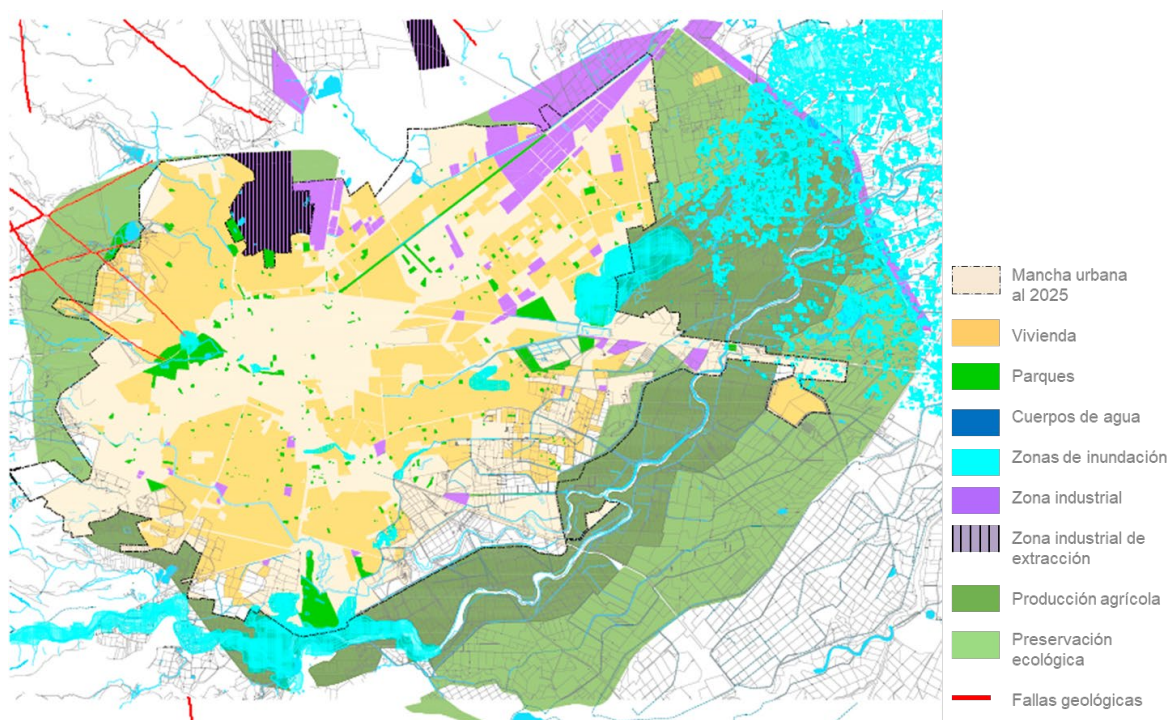 Mancha urbana
al 2025
Vivienda
Parques
Cuerpos de agua
Zonas de inundación
Zona industrial
Zona industrial de
extracción
Producción agrícola
Preservación
ecológica
Fallas geológicas